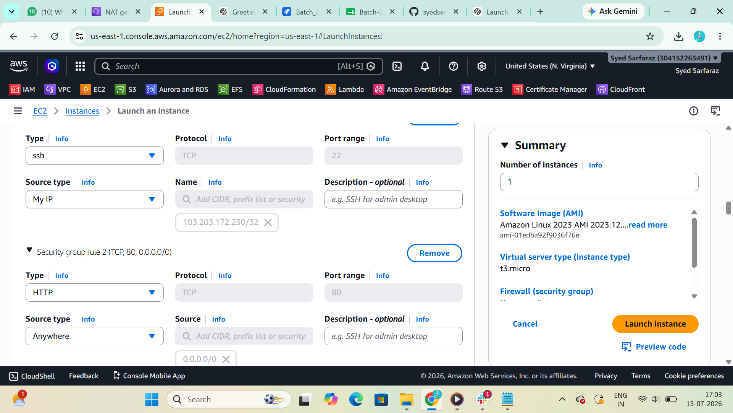 (10) Wh
NAT ga
Launch
Greetin
Batch_
Batch-
syedsar
Launch
Ask Gemini
us-east-1.console.aws.amazon.com/ec2/home?region=us-east-1#LaunchInstances:
aws
Search
[Alt+S]
United States (N. Virginia)
Syed Sarfaraz (304152263491)
Syed Sarfaraz
IAM
VPC
EC2
S3
Aurora and RDS
EFS
CloudFormation
Lambda
Amazon EventBridge
Route 53
Certificate Manager
CloudFront
EC2
Instances
Launch an instance
Type Info
Protocol Info
Port range Info
ssh
TCP
22
Source type Info
Name Info
Description - optional Info
My IP
Add CIDR, prefix list or security
e.g. SSH for admin desktop
103.203.172.230/32
Security group rule 2 (TCP, 80, 0.0.0.0/0)
Remove
Type Info
Protocol Info
Port range Info
HTTP
TCP
80
Source type Info
Source Info
Description - optional Info
Anywhere
Add CIDR, prefix list or security
e.g. SSH for admin desktop
0.0.0.0/0
Summary
Number of instances Info
1
Software Image (AMI)
Amazon Linux 2023 AMI 2023.12....read more
ami-01edba92f9036f76e
Virtual server type (instance type)
t3.micro
Firewall (security group)
Cancel
Launch instance
Preview code
CloudShell
Feedback
Console Mobile App
© 2026, Amazon Web Services, Inc. or its affiliates.
Privacy
Terms
Cookie preferences
Search
ENG
IN
17:03
15-07-2026